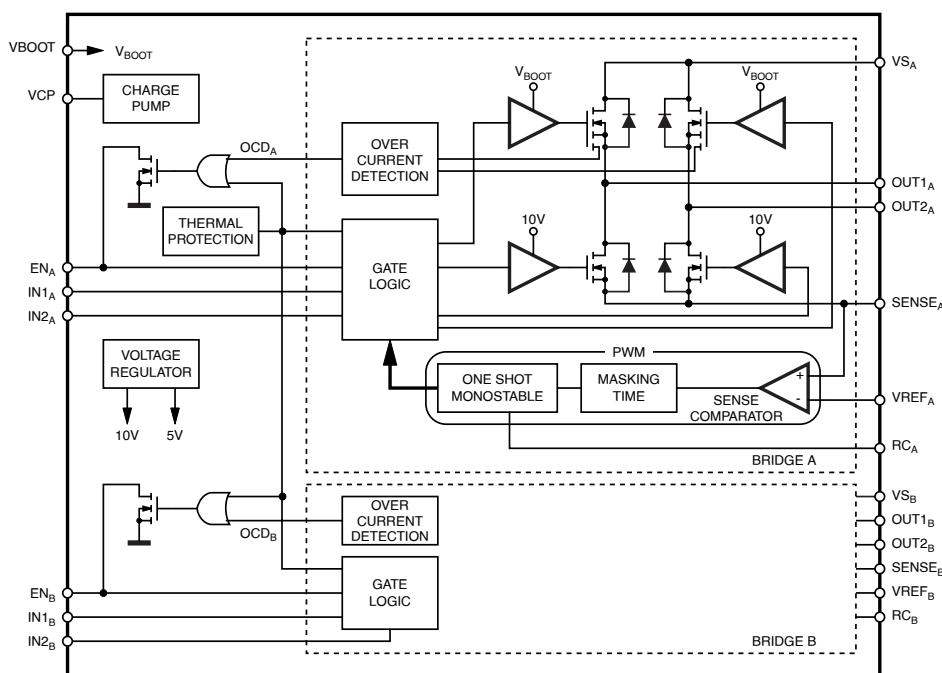 VBOOT
VBOOT
VCP
CHARGE
PUMP
VBOOT
VBOOT
VSA
OCDA
OVER
CURRENT
DETECTION
OUT1A
OUT2A
THERMAL
PROTECTION
10V
10V
ENA
GATE
LOGIC
IN1A
IN2A
SENSEA
VOLTAGE
REGULATOR
10V
5V
PWM
ONE SHOT
MONOSTABLE
MASKING
TIME
+
-
SENSE
COMPARATOR
VREFA
RCA
BRIDGE A
OCDB
OVER
CURRENT
DETECTION
VSB
OUT1B
OUT2B
SENSEB
VREFB
RCB
ENB
GATE
LOGIC
IN1B
IN2B
BRIDGE B